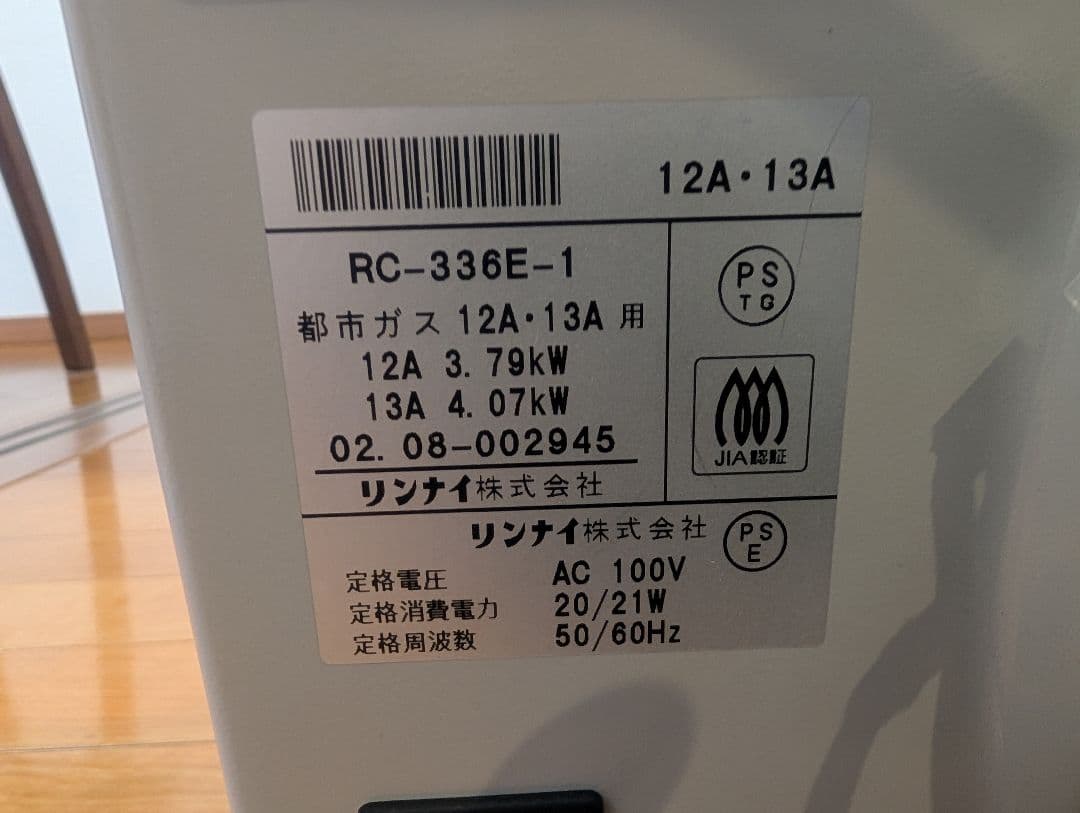 12A・13A
RC-336E-1
都市ガス 12A・13A 用
12A 3.79kW
13A 4.07kW
02.08-002945
リンナイ株式会社
PS
TG
JIA認証
リンナイ株式会社
PS
E
定格電圧 AC 100V
定格消費電力 20/21W
定格周波数 50/60Hz